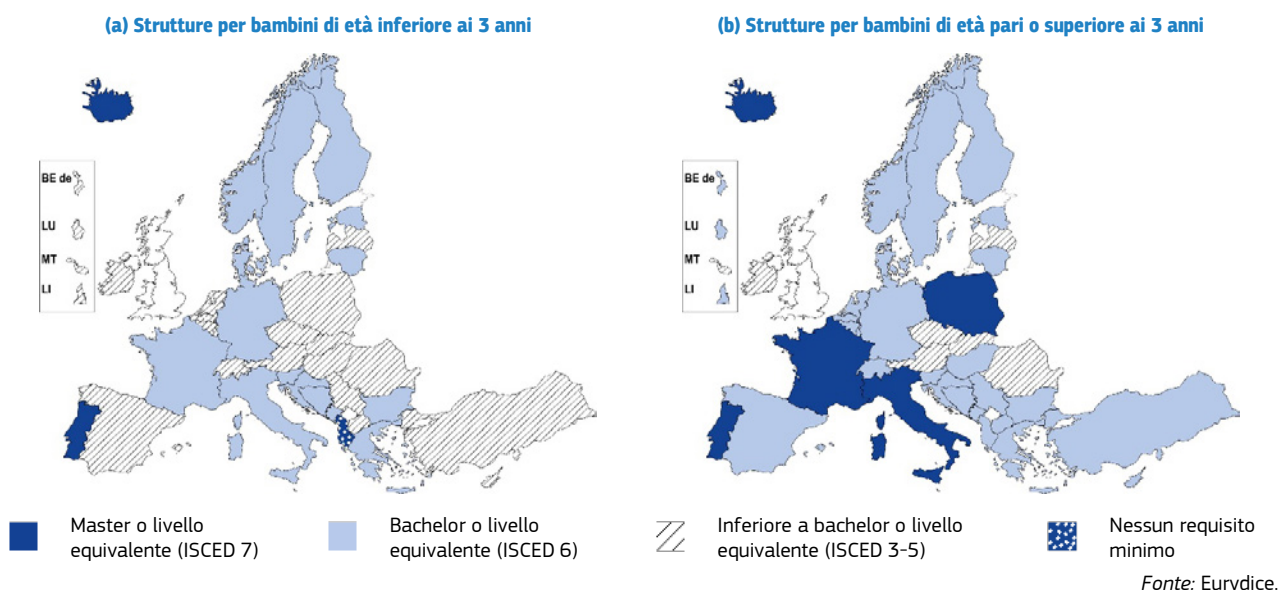 (a) Strutture per bambini di età inferiore ai 3 anni
(b) Strutture per bambini di età pari o superiore ai 3 anni
BE de
LU
MT
LI
BE de
LU
MT
LI
Master o livello
equivalente (ISCED 7)
Bachelor o livello
equivalente (ISCED 6)
Inferiore a bachelor o livello
equivalente (ISCED 3-5)
Nessun requisito
minimo
Fonte: Eurydice.